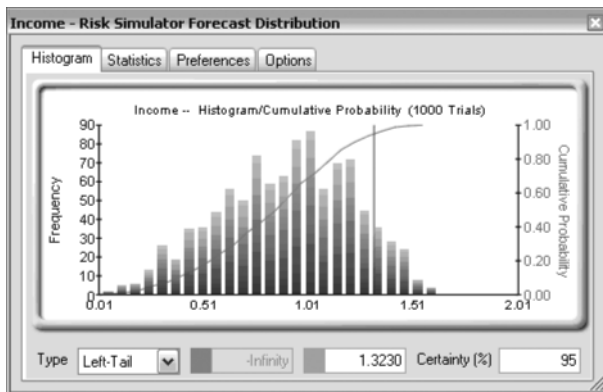 Income - Risk Simulator Forecast Distribution
Histogram Statistics Preferences Options
Income -- Histogram/Cumulative Probability (1000 Trials)
Frequency
90
80
70
60
50
40
30
20
10
0
0.01 0.51 1.01 1.51 2.01
1.00
0.80
0.60
0.40
0.20
0.00
Cumulative Probability
Type Left-Tail -Infinity 1.3230 Certainty (%) 95